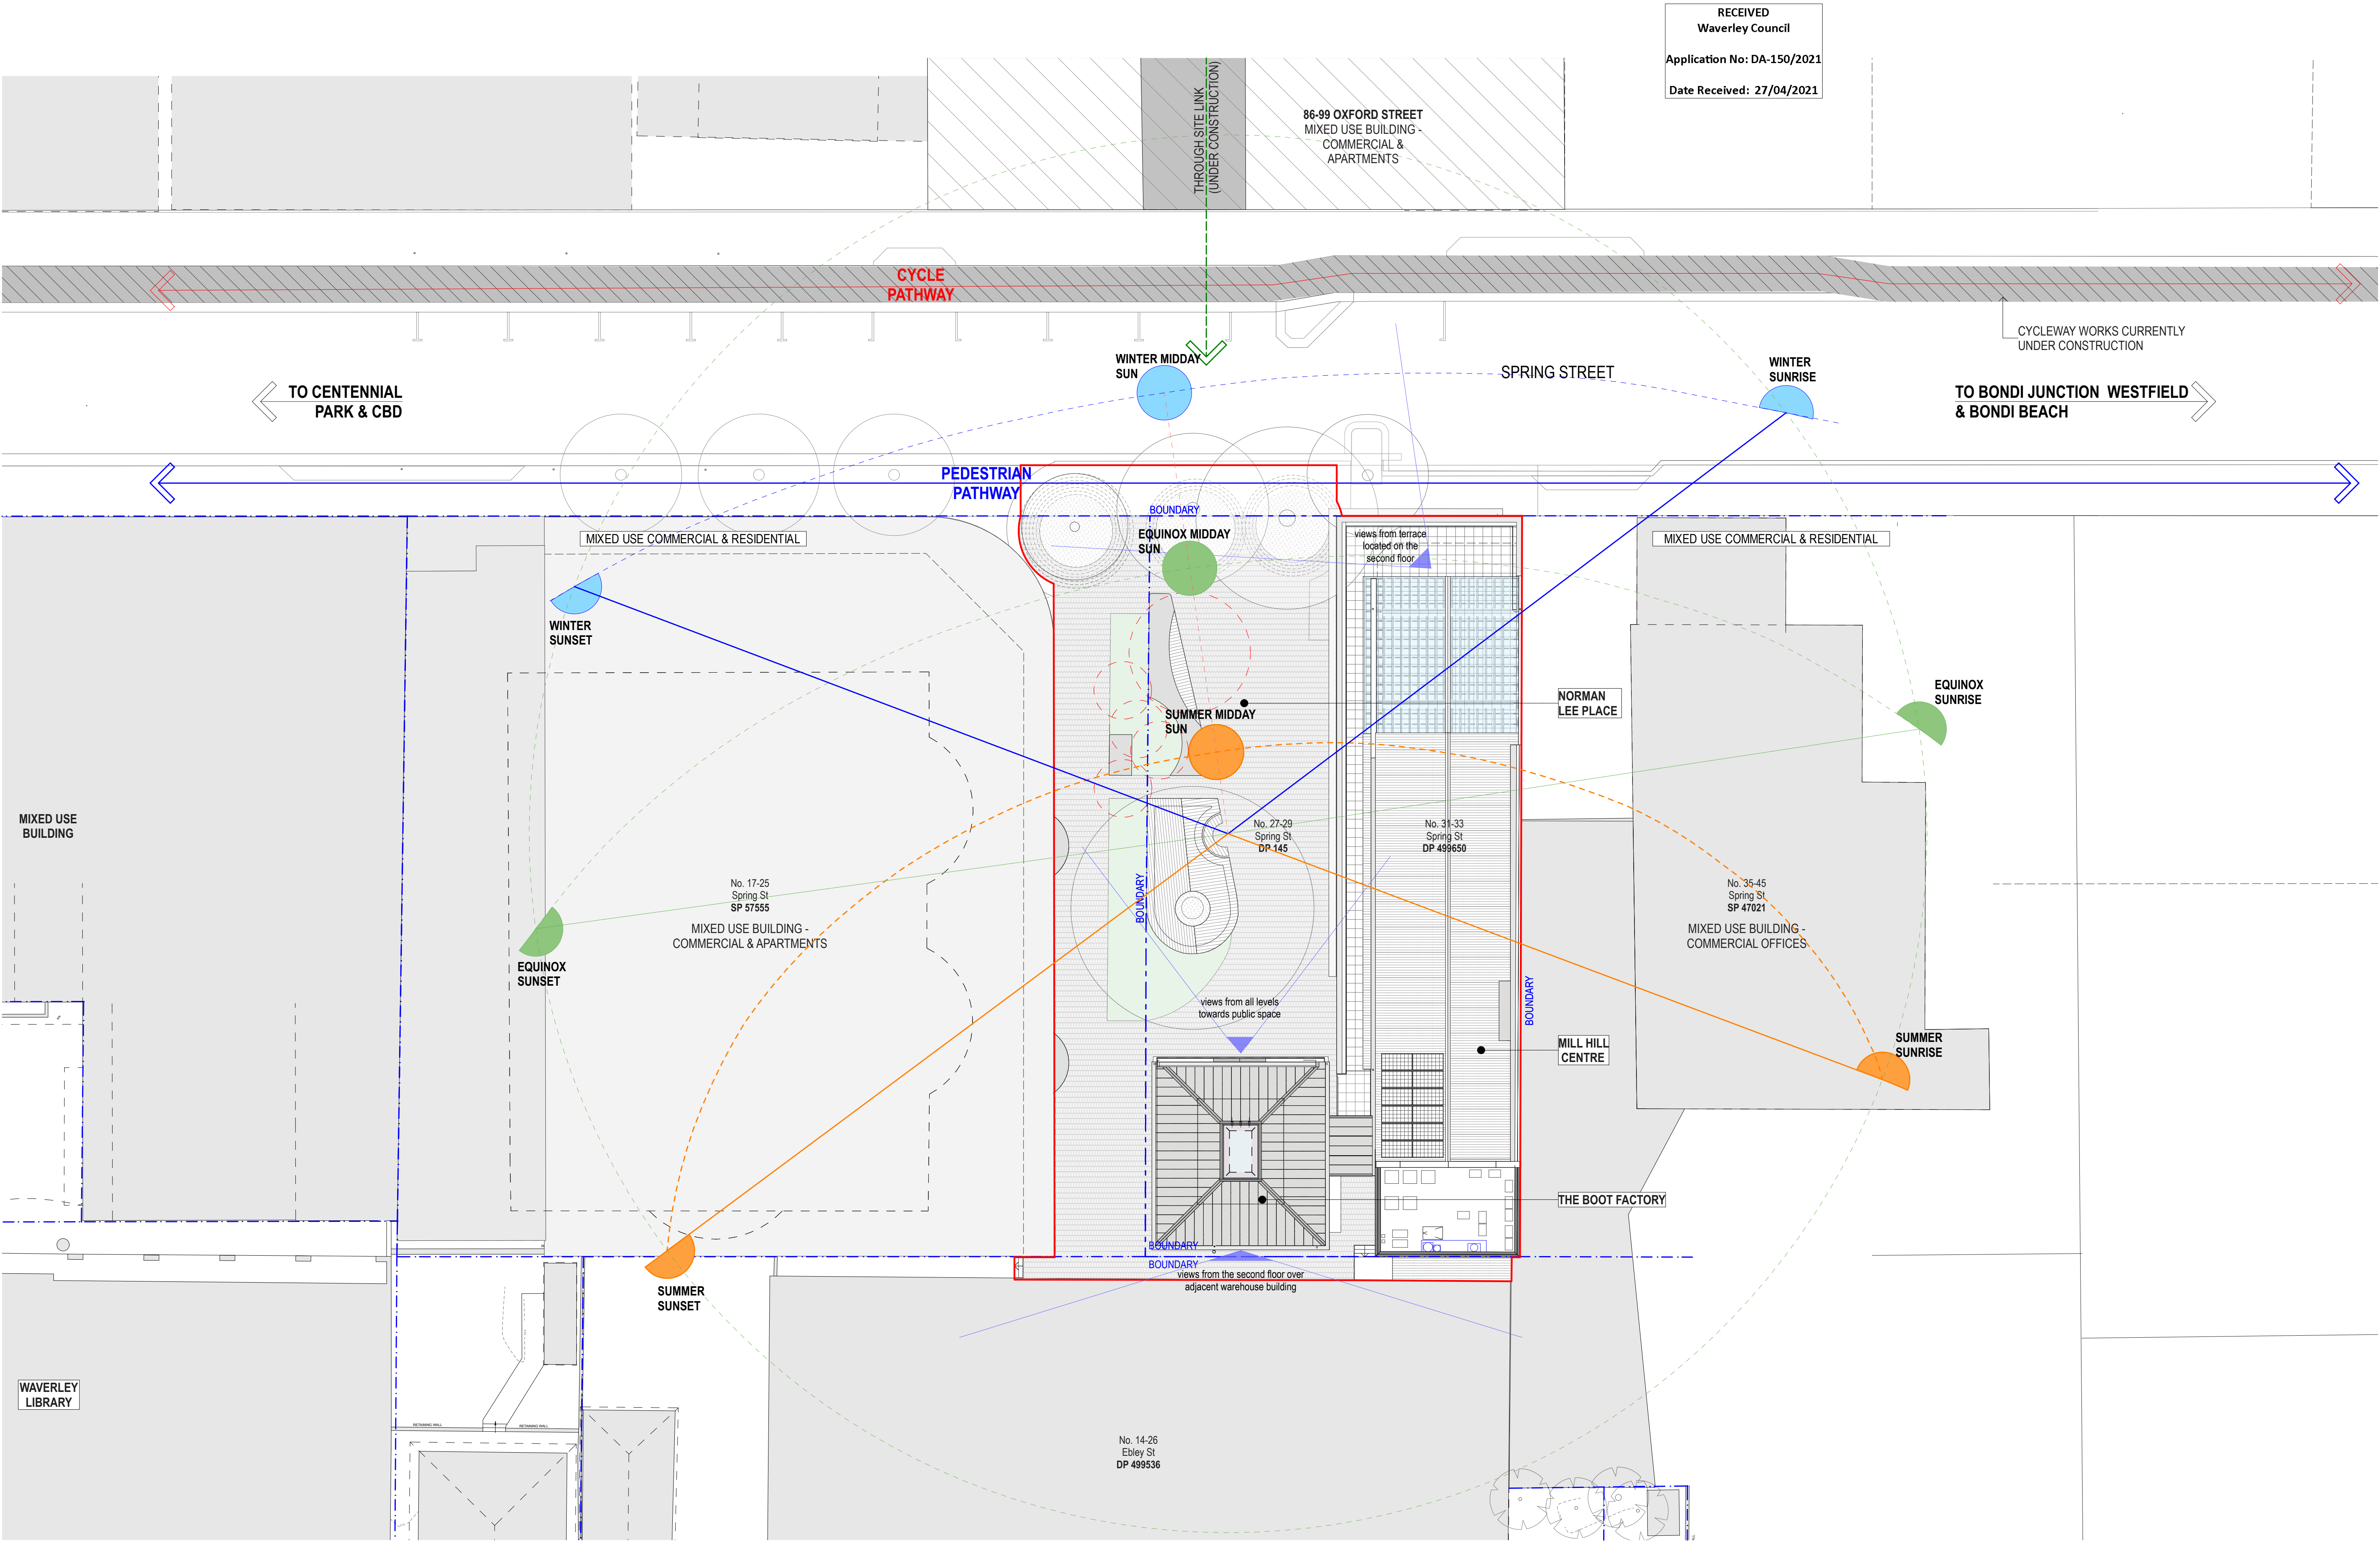 RECEIVED
Waverley Council
Application No: DA-150/2021
Date Received: 27/04/2021
THROUGH SITE LINK
(UNDER CONSTRUCTION)
86-99 OXFORD STREET
MIXED USE BUILDING -
COMMERCIAL &
APARTMENTS
CYCLE
PATHWAY
CYCLEWAY WORKS CURRENTLY
UNDER CONSTRUCTION
WINTER MIDDAY
SUN
SPRING STREET
WINTER
SUNRISE
TO CENTENNIAL
PARK & CBD
TO BONDI JUNCTION WESTFIELD
& BONDI BEACH
PEDESTRIAN
PATHWAY
BOUNDARY
MIXED USE COMMERCIAL & RESIDENTIAL
EQUINOX MIDDAY
SUN
views from terrace
located on the
second floor
MIXED USE COMMERCIAL & RESIDENTIAL
WINTER
SUNSET
NORMAN
LEE PLACE
EQUINOX
SUNRISE
SUMMER MIDDAY
SUN
MIXED USE
BUILDING
No. 27-29
Spring St
DP 145
No. 31-33
Spring St
DP 499650
No. 17-25
Spring St
SP 57555
MIXED USE BUILDING -
COMMERCIAL & APARTMENTS
BOUNDARY
No. 35-45
Spring St
SP 47021
MIXED USE BUILDING -
COMMERCIAL OFFICES
EQUINOX
SUNSET
views from all levels
towards public space
BOUNDARY
MILL HILL
CENTRE
SUMMER
SUNRISE
THE BOOT FACTORY
BOUNDARY
BOUNDARY
views from the second floor over
adjacent warehouse building
SUMMER
SUNSET
WAVERLEY
LIBRARY
RETAINING WALL
RETAINING WALL
No. 14-26
Ebley St
DP 499536